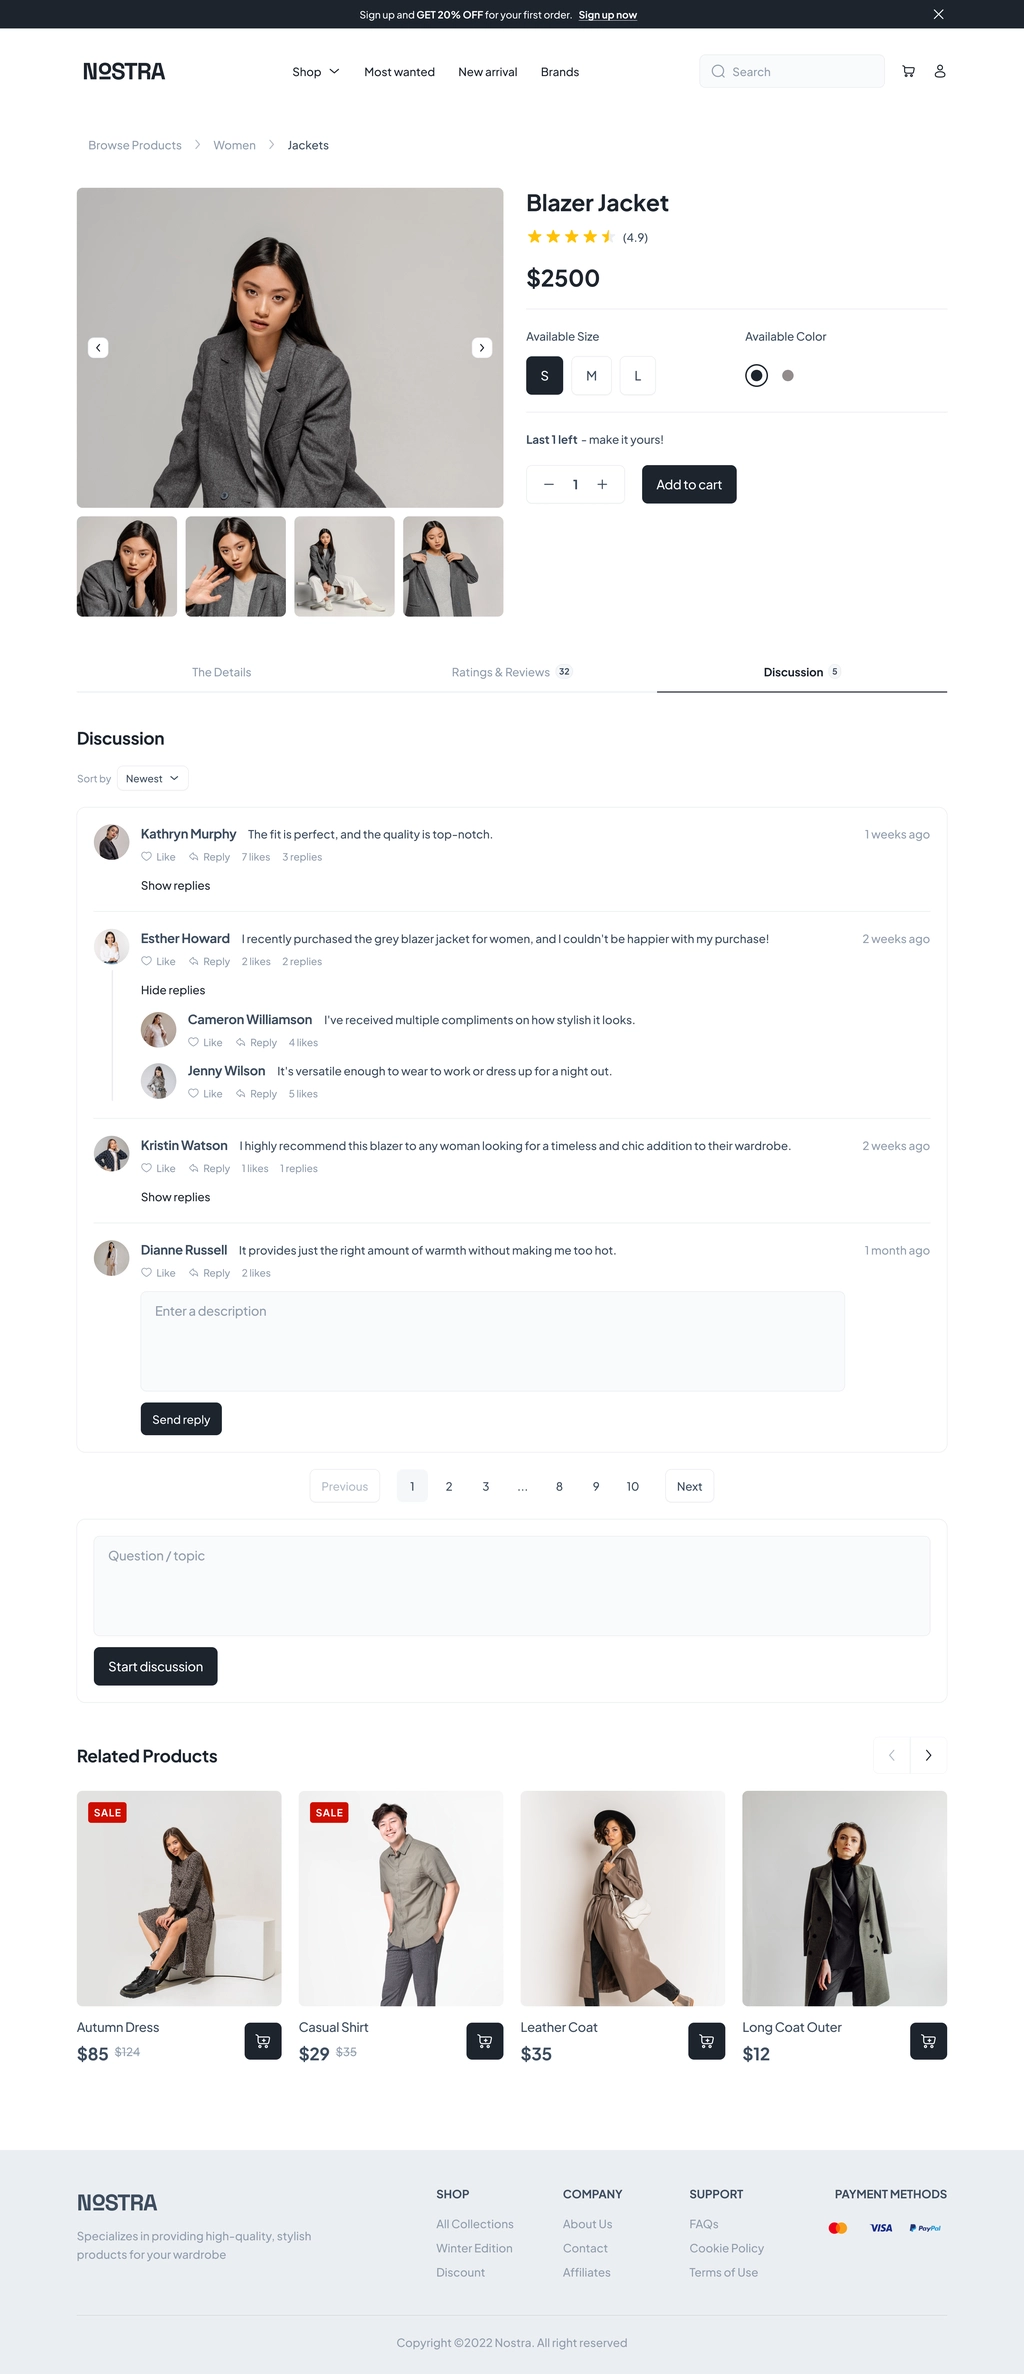 Sign up and GET 20% OFF for your first order. Sign up now
NOSTRA
Shop Most wanted New arrival Brands
Search
Browse Products Women Jackets
Blazer Jacket
(4.9)
$2500
Available Size
Available Color
S M L
Last 1 left - make it yours!
1
Add to cart
The Details
Ratings & Reviews 32
Discussion 5
Discussion
Sort by Newest
Kathryn Murphy The fit is perfect, and the quality is top-notch. 1 weeks ago
Like Reply 7 likes 3 replies
Show replies
Esther Howard I recently purchased the grey blazer jacket for women, and I couldn't be happier with my purchase! 2 weeks ago
Like Reply 2 likes 2 replies
Hide replies
Cameron Williamson I've received multiple compliments on how stylish it looks.
Like Reply 4 likes
Jenny Wilson It's versatile enough to wear to work or dress up for a night out.
Like Reply 5 likes
Kristin Watson I highly recommend this blazer to any woman looking for a timeless and chic addition to their wardrobe. 2 weeks ago
Like Reply 1 likes 1 replies
Show replies
Dianne Russell It provides just the right amount of warmth without making me too hot. 1 month ago
Like Reply 2 likes
Enter a description
Send reply
Previous 1 2 3 ... 8 9 10 Next
Question / topic
Start discussion
Related Products
SALE
SALE
Autumn Dress
$85 $124
Casual Shirt
$29 $35
Leather Coat
$35
Long Coat Outer
$12
NOSTRA
Specializes in providing high-quality, stylish
products for your wardrobe
SHOP
All Collections
Winter Edition
Discount
COMPANY
About Us
Contact
Affiliates
SUPPORT
FAQs
Cookie Policy
Terms of Use
PAYMENT METHODS
VISA PayPal
Copyright ©2022 Nostra. All right reserved